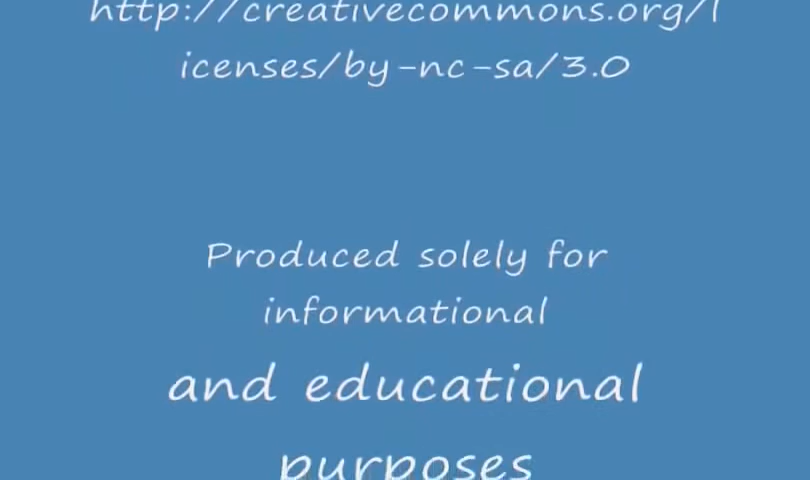 http://creativecommons.org/l
icenses/by-nc-sa/3.0
Produced solely for
informational
and educational
purposes